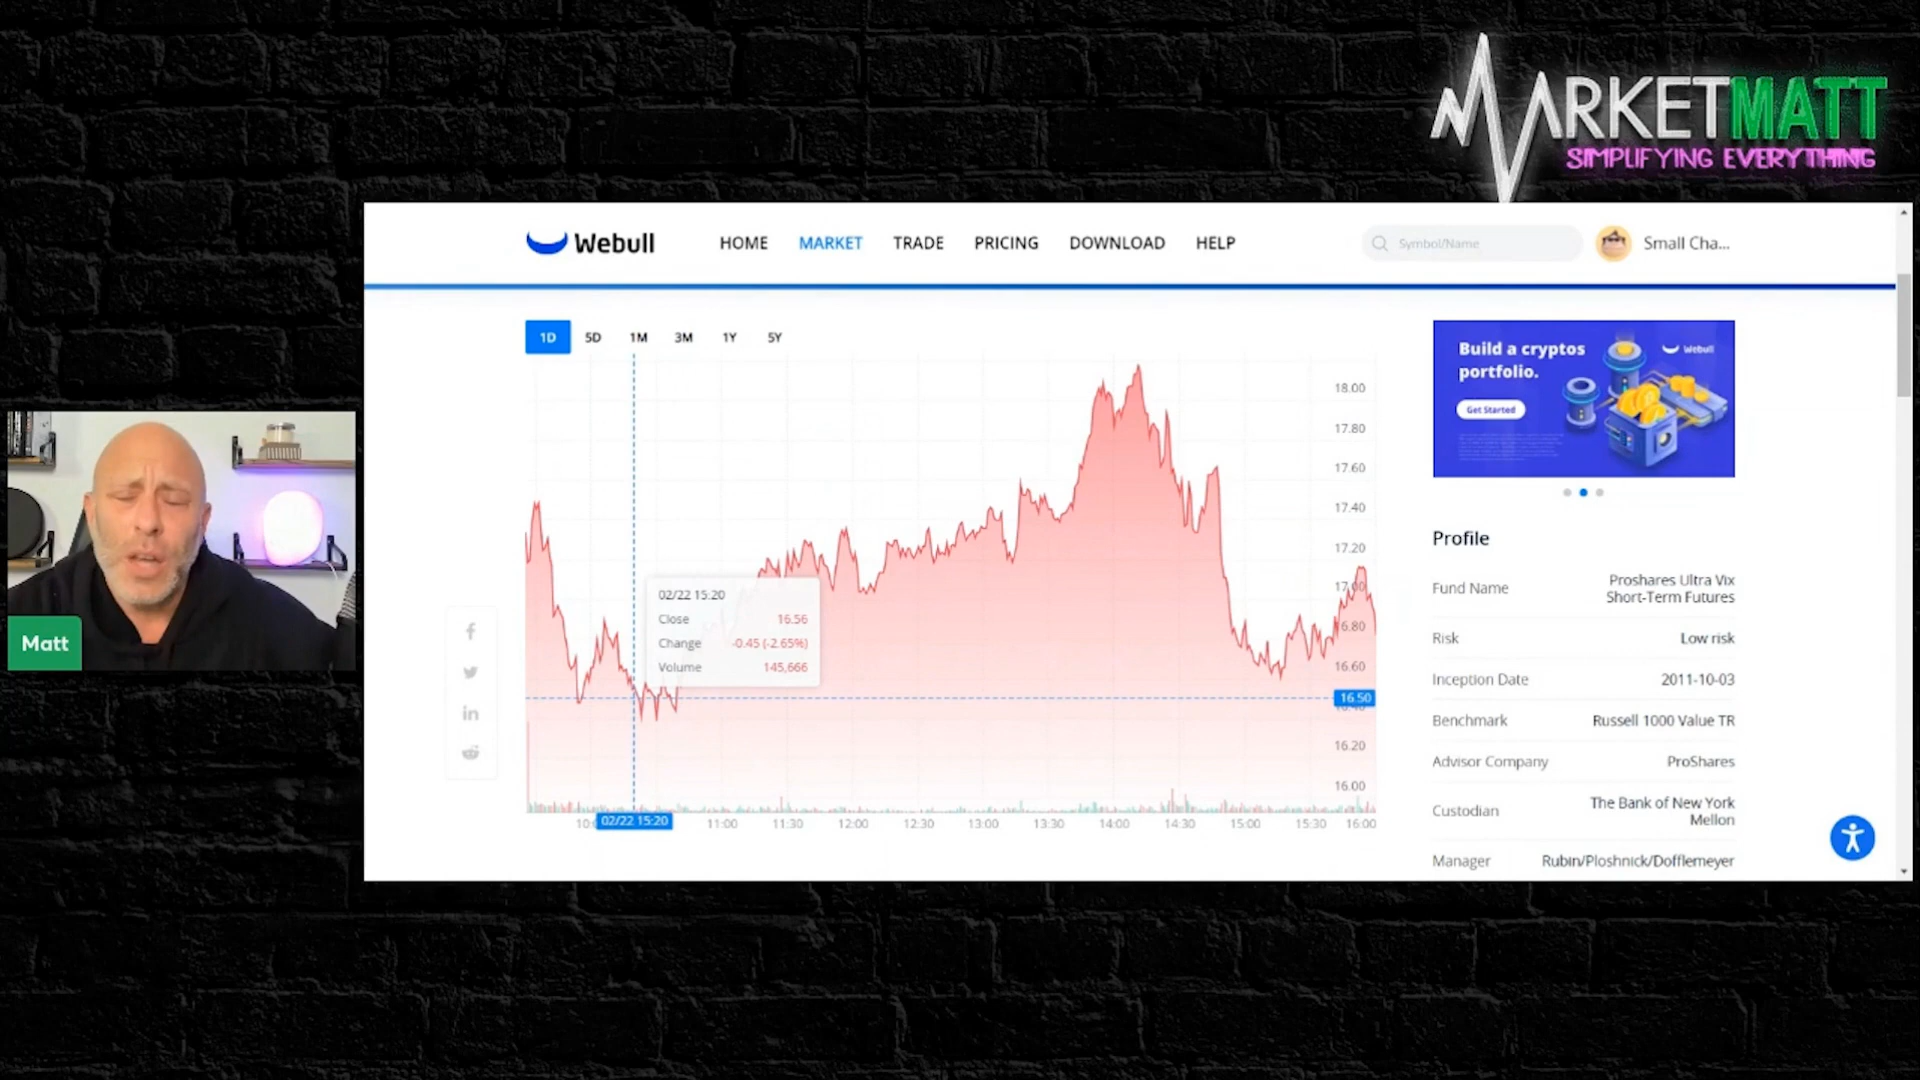 MARKETMATT
SIMPLIFYING EVERYTHING
Webull
HOME
MARKET
TRADE
PRICING
DOWNLOAD
HELP
Symbol/Name
Small Cha...
1D
5D
1M
3M
1Y
5Y
18.00
17.80
17.60
17.40
17.20
17.00
16.80
16.60
16.50
16.20
16.00
02/22 15:20
Close 16.56
Change -0.45 (-2.65%)
Volume 145,666
02/22 15:20
11:00
11:30
12:00
12:30
13:00
13:30
14:00
14:30
15:00
15:30
16:00
Build a cryptos
portfolio.
Webull
Get Started
Profile
Fund Name
Proshares Ultra Vix
Short-Term Futures
Risk Low risk
Inception Date 2011-10-03
Benchmark Russell 1000 Value TR
Advisor Company ProShares
Custodian
The Bank of New York
Mellon
Manager Rubin/Ploshnick/Dofflemeyer
Matt